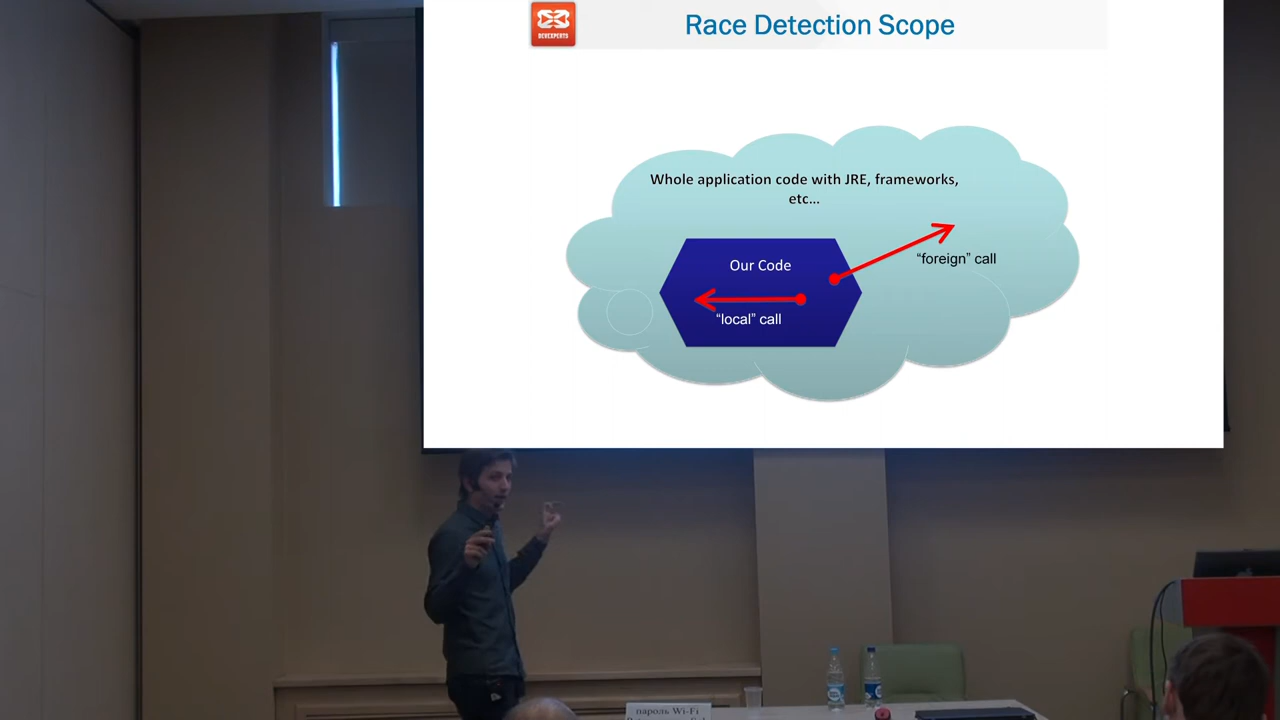 DEVEXPERTS
Race Detection Scope
Whole application code with JRE, frameworks,
etc...
Our Code
"foreign" call
"local" call
пароль Wi-Fi